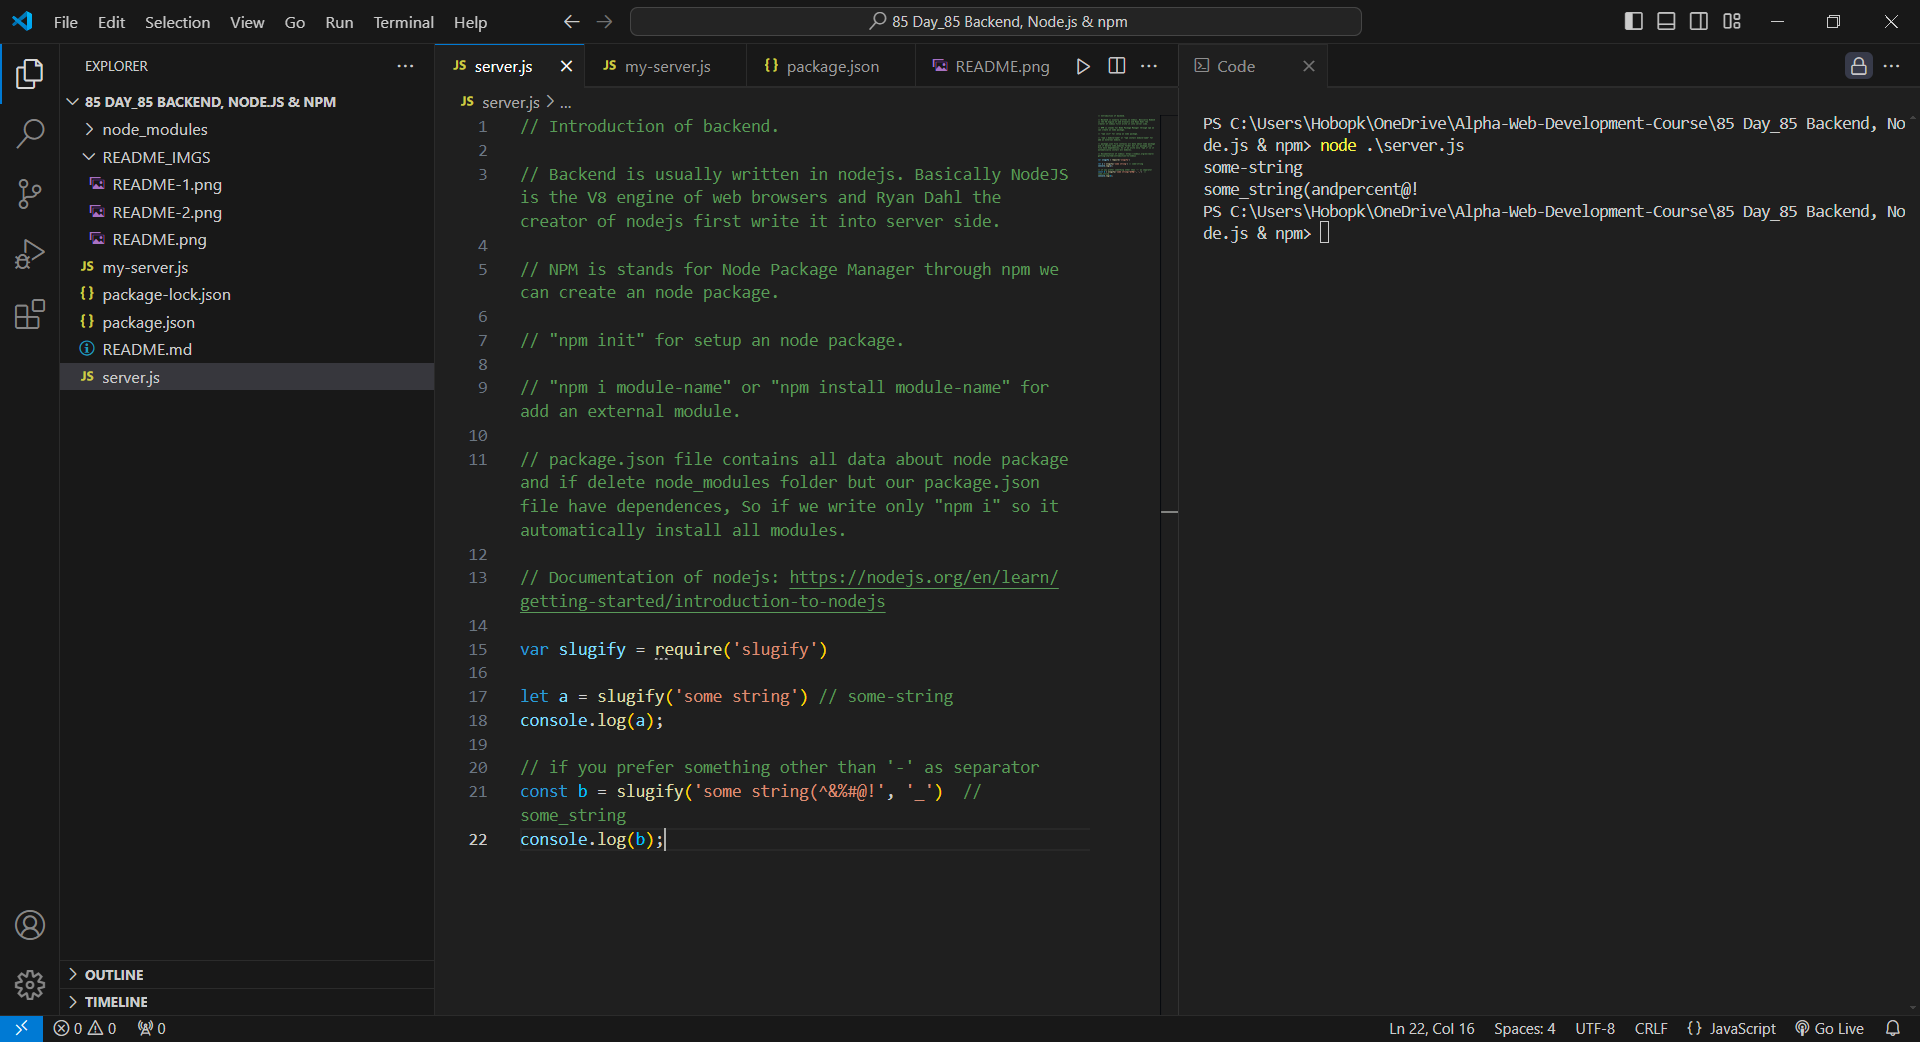 File Edit Selection View Go Run Terminal Help
85 Day_85 Backend, Node.js & npm
EXPLORER
85 DAY_85 BACKEND, NODE.JS & NPM
node_modules
README_IMGS
README-1.png
README-2.png
README.png
my-server.js
package-lock.json
package.json
README.md
server.js
OUTLINE
TIMELINE
server.js my-server.js package.json README.png
server.js > ...
1 // Introduction of backend.
2
3 // Backend is usually written in nodejs. Basically NodeJS
is the V8 engine of web browsers and Ryan Dahl the
creator of nodejs first write it into server side.
4
5 // NPM is stands for Node Package Manager through npm we
can create an node package.
6
7 // "npm init" for setup an node package.
8
9 // "npm i module-name" or "npm install module-name" for
add an external module.
10
11 // package.json file contains all data about node package
and if delete node_modules folder but our package.json
file have dependences, So if we write only "npm i" so it
automatically install all modules.
12
13 // Documentation of nodejs: https://nodejs.org/en/learn/
getting-started/introduction-to-nodejs
14
15 var slugify = require('slugify')
16
17 let a = slugify('some string') // some-string
18 console.log(a);
19
20 // if you prefer something other than '-' as separator
21 const b = slugify('some string(^&%#@!', '_')  //
some_string
22 console.log(b);
Code
PS C:\Users\Hobopk\OneDrive\Alpha-Web-Development-Course\85 Day_85 Backend, No
de.js & npm> node .\server.js
some-string
some_string(andpercent@!
PS C:\Users\Hobopk\OneDrive\Alpha-Web-Development-Course\85 Day_85 Backend, No
de.js & npm>
0 0 0
Ln 22, Col 16 Spaces: 4 UTF-8 CRLF {} JavaScript Go Live